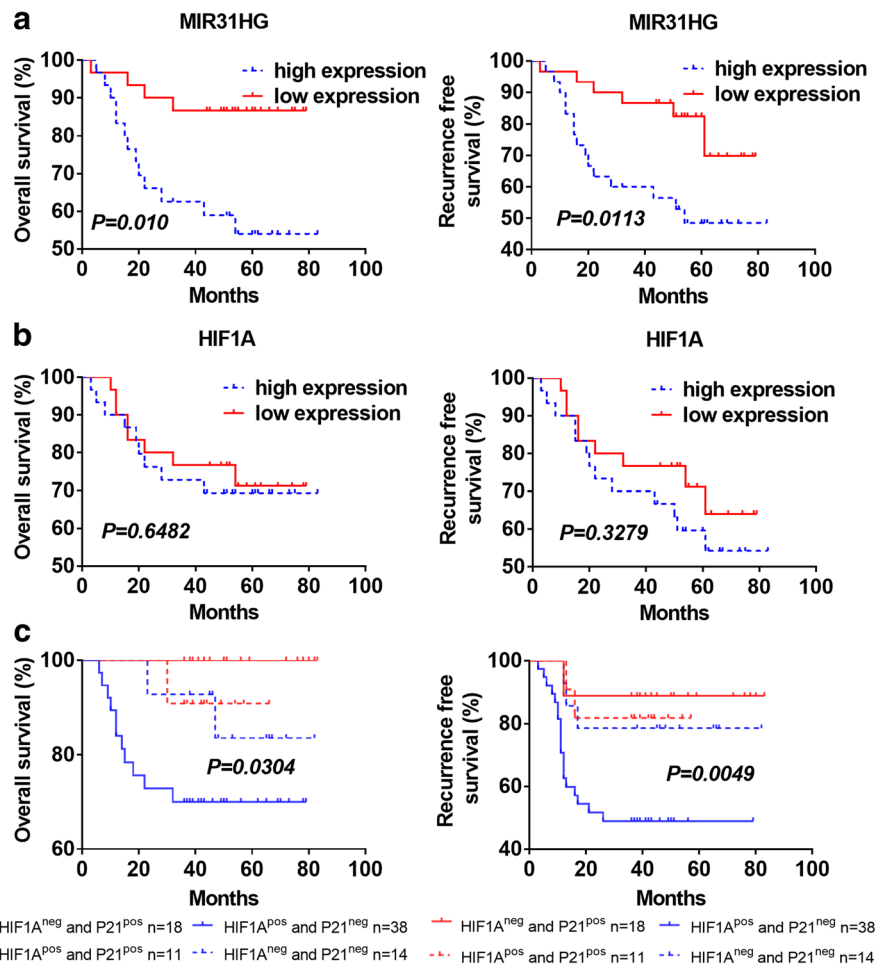 a
MIR31HG
MIR31HG
Overall survival (%)
100
90
80
70
60
50
high expression
low expression
P=0.010
0 20 40 60 80 100
Months
Recurrence free
survival (%)
100
90
80
70
60
50
40
high expression
low expression
P=0.0113
0 20 40 60 80 100
Months
b
HIF1A
HIF1A
Overall survival (%)
100
90
80
70
60
50
high expression
low expression
P=0.6482
0 20 40 60 80 100
Months
Recurrence free
survival (%)
100
90
80
70
60
50
high expression
low expression
P=0.3279
0 20 40 60 80 100
Months
c
Overall survival (%)
100
80
60
P=0.0304
0 20 40 60 80 100
Months
Recurrence free
survival (%)
100
80
60
40
P=0.0049
0 20 40 60 80 100
Months
HIF1Aneg and P21pos n=18 HIF1Apos and P21neg n=38 HIF1Aneg and P21pos n=18 HIF1Apos and P21neg n=38
HIF1Apos and P21pos n=11 HIF1Aneg and P21neg n=14 HIF1Apos and P21pos n=11 HIF1Aneg and P21neg n=14